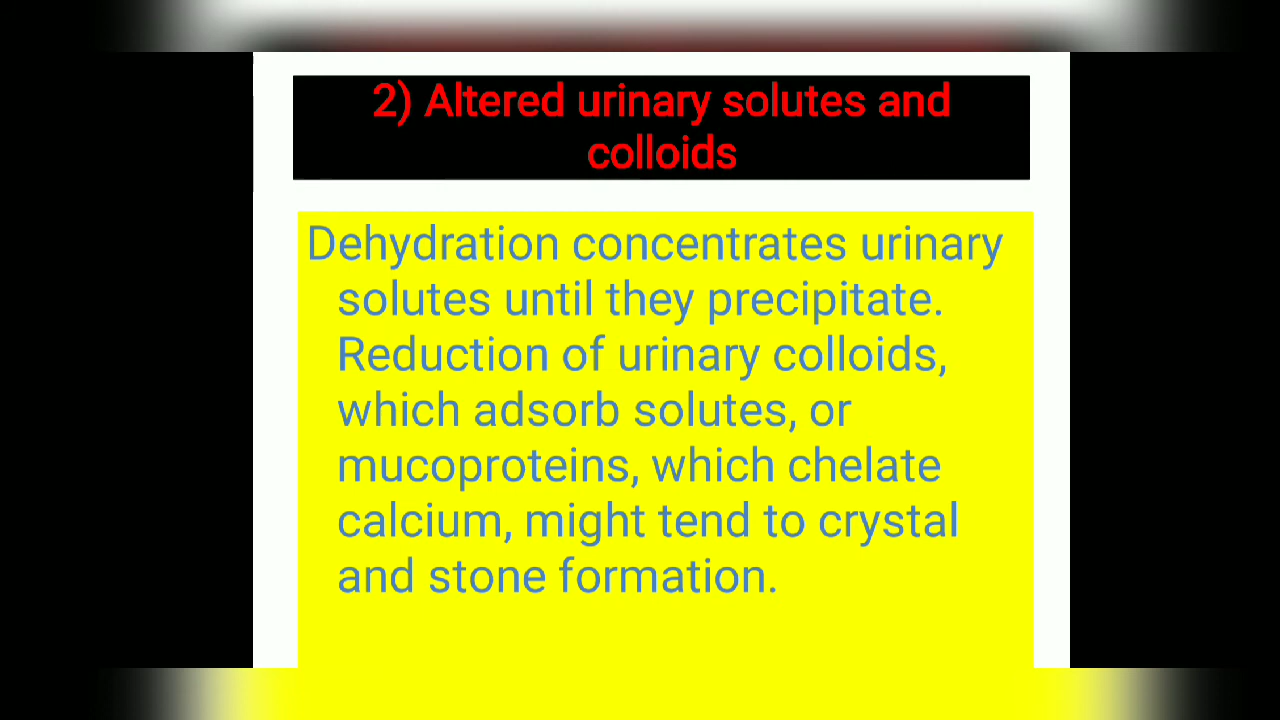 2) Altered urinary solutes and
colloids
Dehydration concentrates urinary
solutes until they precipitate.
Reduction of urinary colloids,
which adsorb solutes, or
mucoproteins, which chelate
calcium, might tend to crystal
and stone formation.